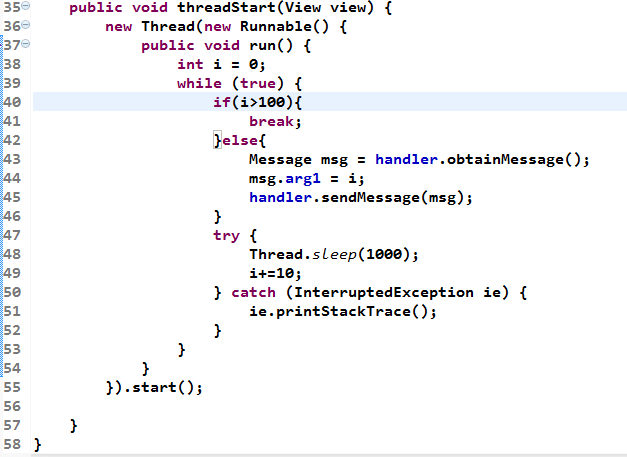 35 public void threadStart(View view) {
36 new Thread(new Runnable() {
37 public void run() {
38 int i = 0;
39 while (true) {
40 if(i>100){
41 break;
42 }else{
43 Message msg = handler.obtainMessage();
44 msg.arg1 = i;
45 handler.sendMessage(msg);
46 }
47 try {
48 Thread.sleep(1000);
49 i+=10;
50 } catch (InterruptedException ie) {
51 ie.printStackTrace();
52 }
53 }
54 }
55 }).start();
56
57 }
58 }